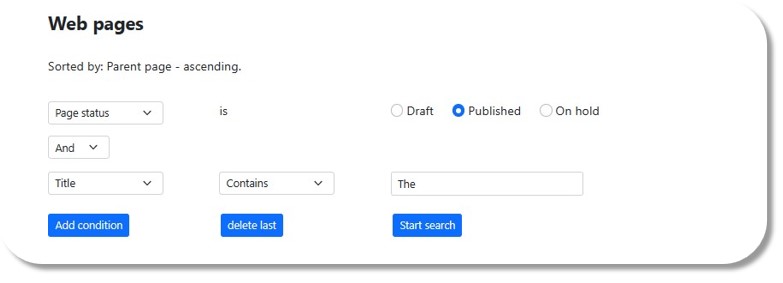 Web pages
Sorted by: Parent page - ascending.
Page status is Draft Published On hold
And
Title Contains The
Add condition delete last Start search